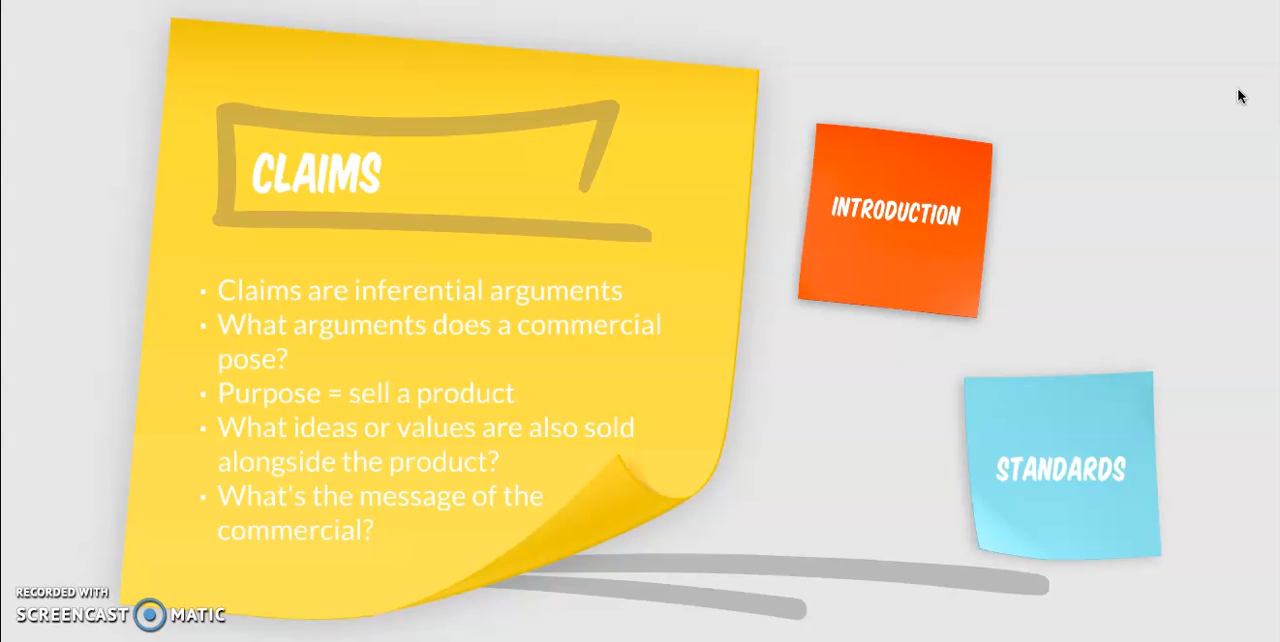 CLAIMS
• Claims are inferential arguments
• What arguments does a commercial
pose?
• Purpose = sell a product
• What ideas or values are also sold
alongside the product?
• What's the message of the
commercial?
INTRODUCTION
STANDARDS
RECORDED WITH
SCREENCAST MATIC